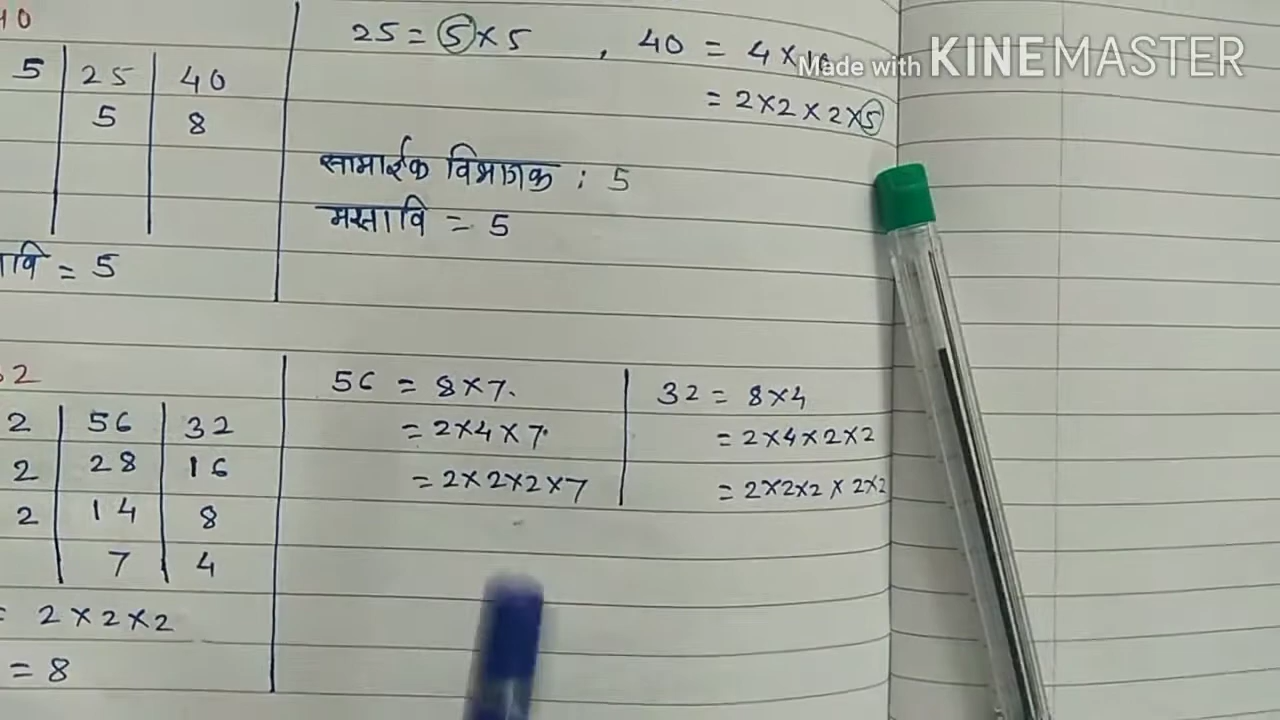 40
5 | 25 | 40
5 | 8
= 5
25 = 5 × 5 , 40 = 4 × 10
= 2 × 2 × 2 × 5
सामाईक विभाजक : 5
मसावि = 5
Made with KINEMASTER
2 | 56 | 32
2 | 28 | 16
2 | 14 | 8
7 | 4
= 2 × 2 × 2
= 8
56 = 8 × 7.
= 2 × 4 × 7
= 2 × 2 × 2 × 7
32 = 8 × 4
= 2 × 4 × 2 × 2
= 2 × 2 × 2 × 2 × 2